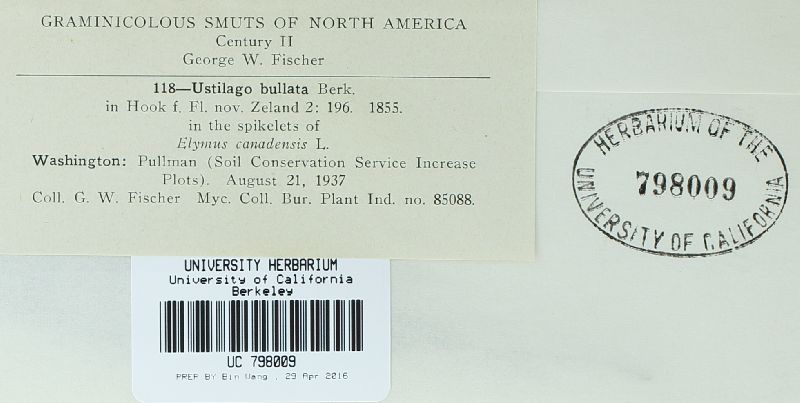 GRAMINICOLOUS SMUTS OF NORTH AMERICA
Century II
George W. Fischer
118—Ustilago bullata Berk.
in Hook f. Fl. nov. Zeland 2: 196. 1855.
in the spikelets of
Elymus canadensis L.
Washington: Pullman (Soil Conservation Service Increase
Plots). August 21, 1937
Coll. G. W. Fischer Myc. Coll. Bur. Plant Ind. no. 85088.
HERBARIUM OF THE
798009
UNIVERSITY OF CALIFORNIA
UNIVERSITY HERBARIUM
University of California
Berkeley
UC 798009
PREP BY Bin Wang , 29 Apr 2016